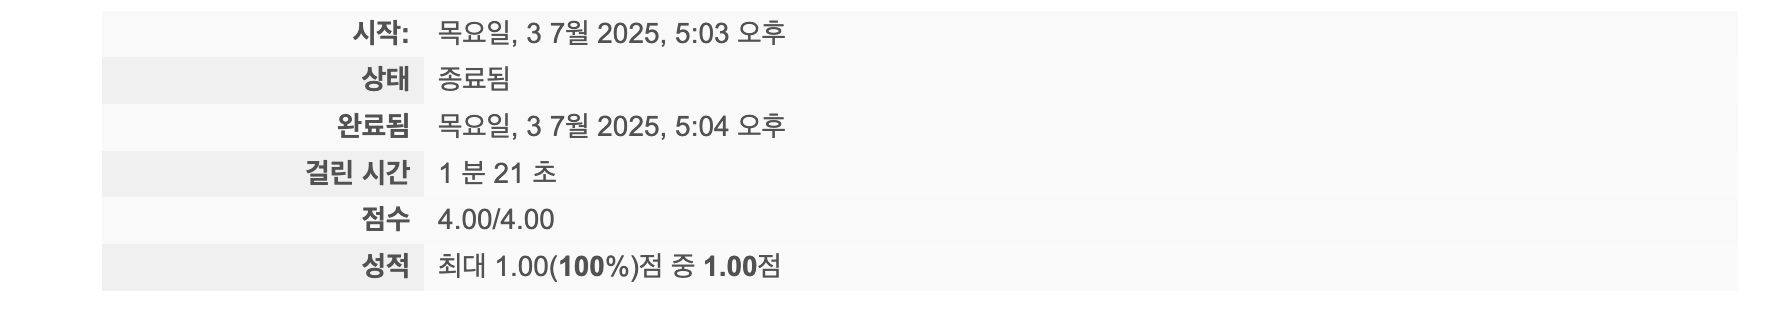 시작: 목요일, 3 7월 2025, 5:03 오후
상태 종료됨
완료됨 목요일, 3 7월 2025, 5:04 오후
걸린 시간 1 분 21 초
점수 4.00/4.00
성적 최대 1.00(100%)점 중 1.00점